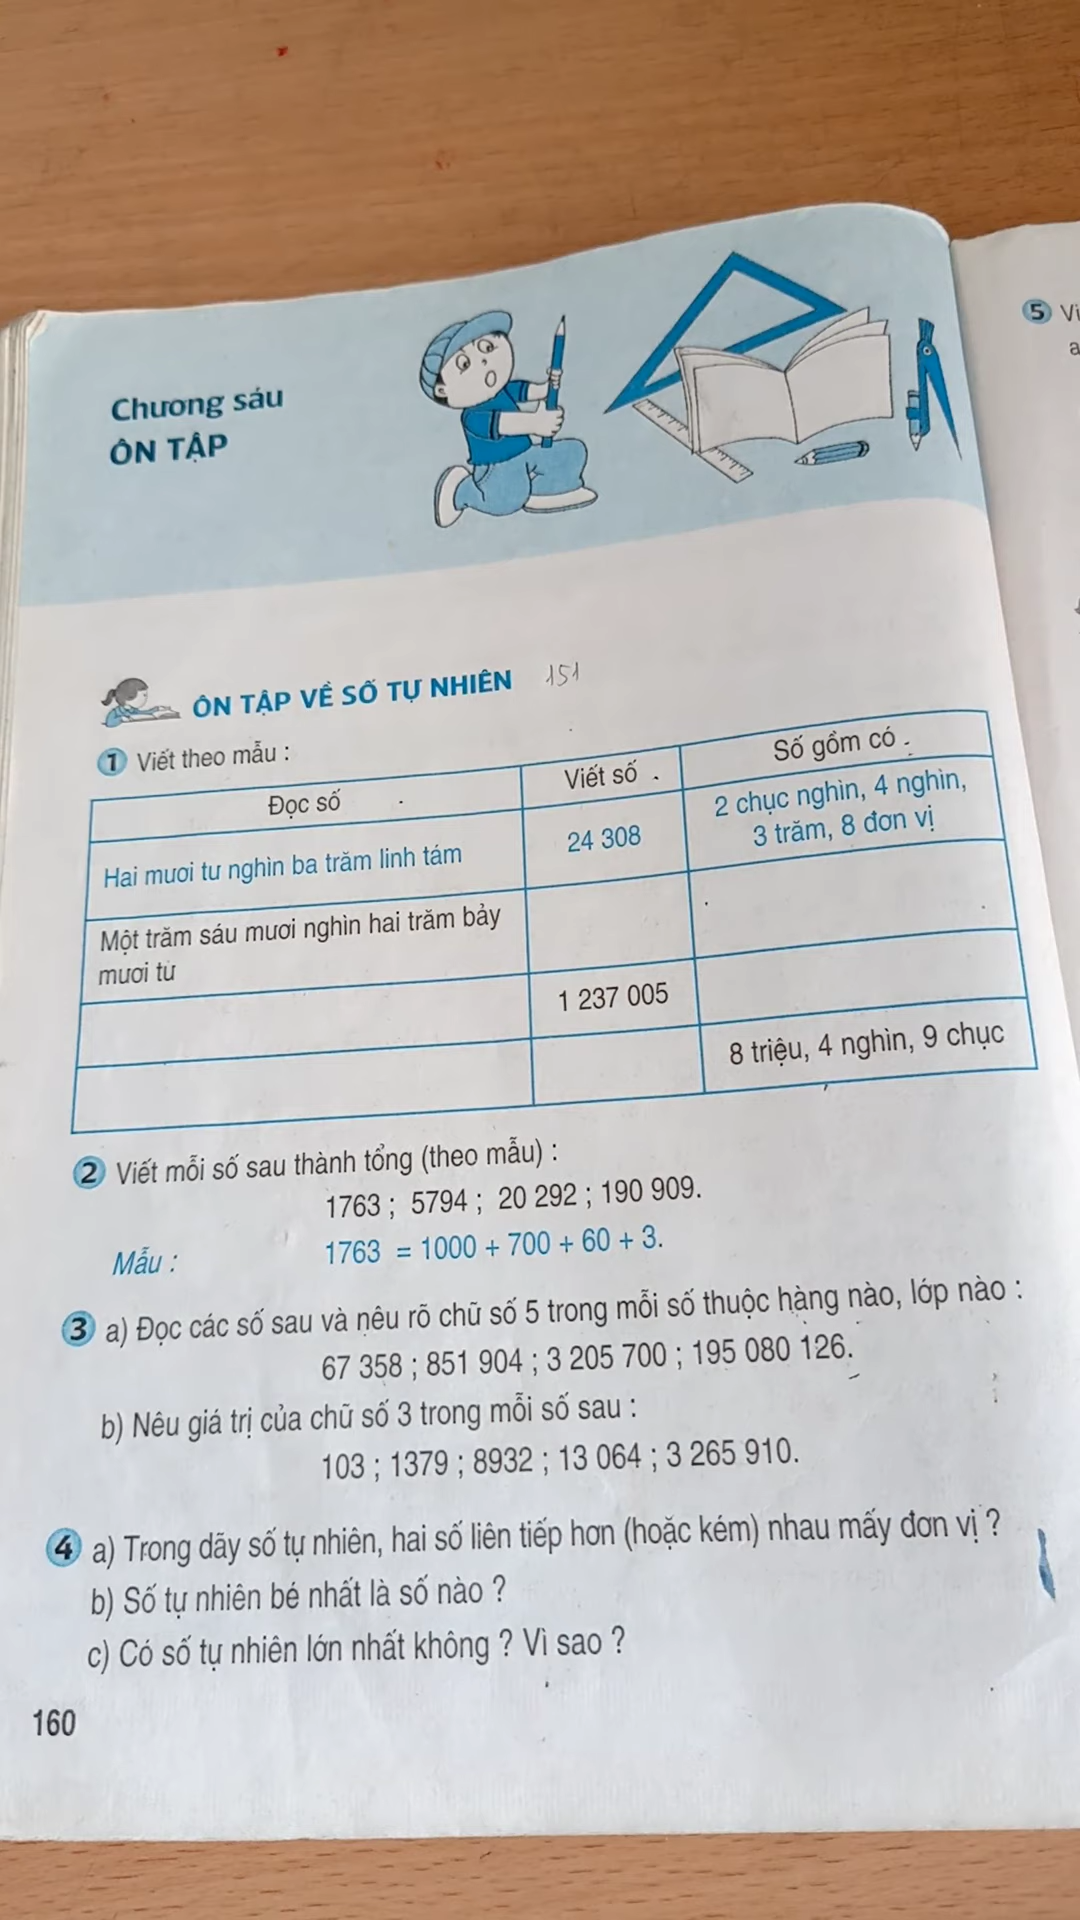 Chương sáu
ÔN TẬP
5 Vi
a
ÔN TẬP VỀ SỐ TỰ NHIÊN 151
1 Viết theo mẫu :
Đọc số
Viết số
Số gồm có
Hai mươi tư nghìn ba trăm linh tám
24 308
2 chục nghìn, 4 nghìn,
3 trăm, 8 đơn vị
Một trăm sáu mươi nghìn hai trăm bảy
mươi tư
1 237 005
8 triệu, 4 nghìn, 9 chục
2 Viết mỗi số sau thành tổng (theo mẫu) :
1763 ; 5794 ; 20 292 ; 190 909.
Mẫu : 1763 = 1000 + 700 + 60 + 3.
3 a) Đọc các số sau và nêu rõ chữ số 5 trong mỗi số thuộc hàng nào, lớp nào :
67 358 ; 851 904 ; 3 205 700 ; 195 080 126.
b) Nêu giá trị của chữ số 3 trong mỗi số sau :
103 ; 1379 ; 8932 ; 13 064 ; 3 265 910.
4 a) Trong dãy số tự nhiên, hai số liên tiếp hơn (hoặc kém) nhau mấy đơn vị ?
b) Số tự nhiên bé nhất là số nào ?
c) Có số tự nhiên lớn nhất không ? Vì sao ?
160